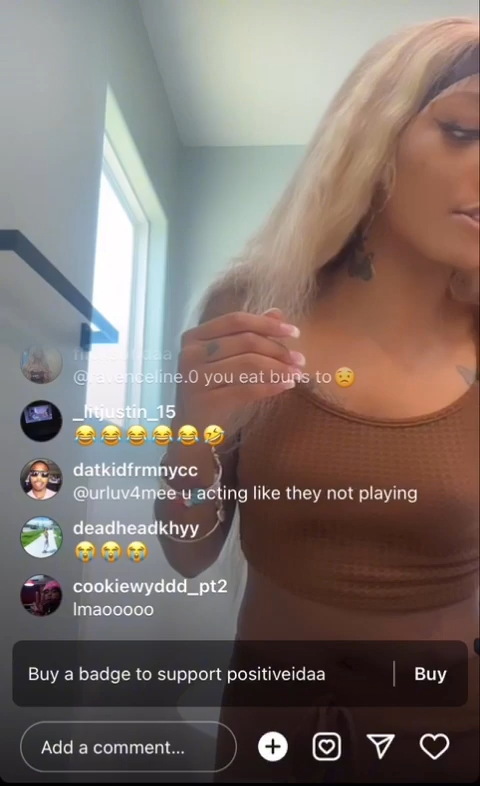 @ravenceline.0 you eat buns to😟
_litjustin_15
😂😂😂😂😂🤣
datkidfrmnycc
@urluv4mee u acting like they not playing
deadheadkhyy
😭😭😭
cookiewyddd_pt2
lmaooooo
Buy a badge to support positiveidaa
Buy
Add a comment...